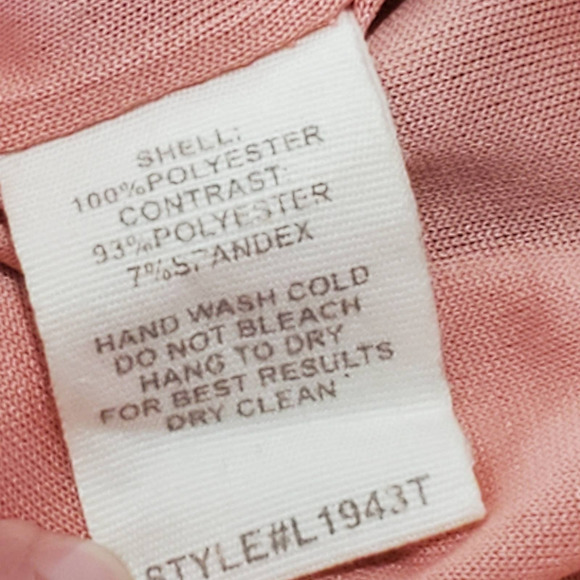 SHELL:
100%POLYESTER
CONTRAST:
93%POLYESTER
7%SPANDEX
HAND WASH COLD
DO NOT BLEACH
HANG TO DRY
FOR BEST RESULTS
DRY CLEAN
STYLE#L1943T